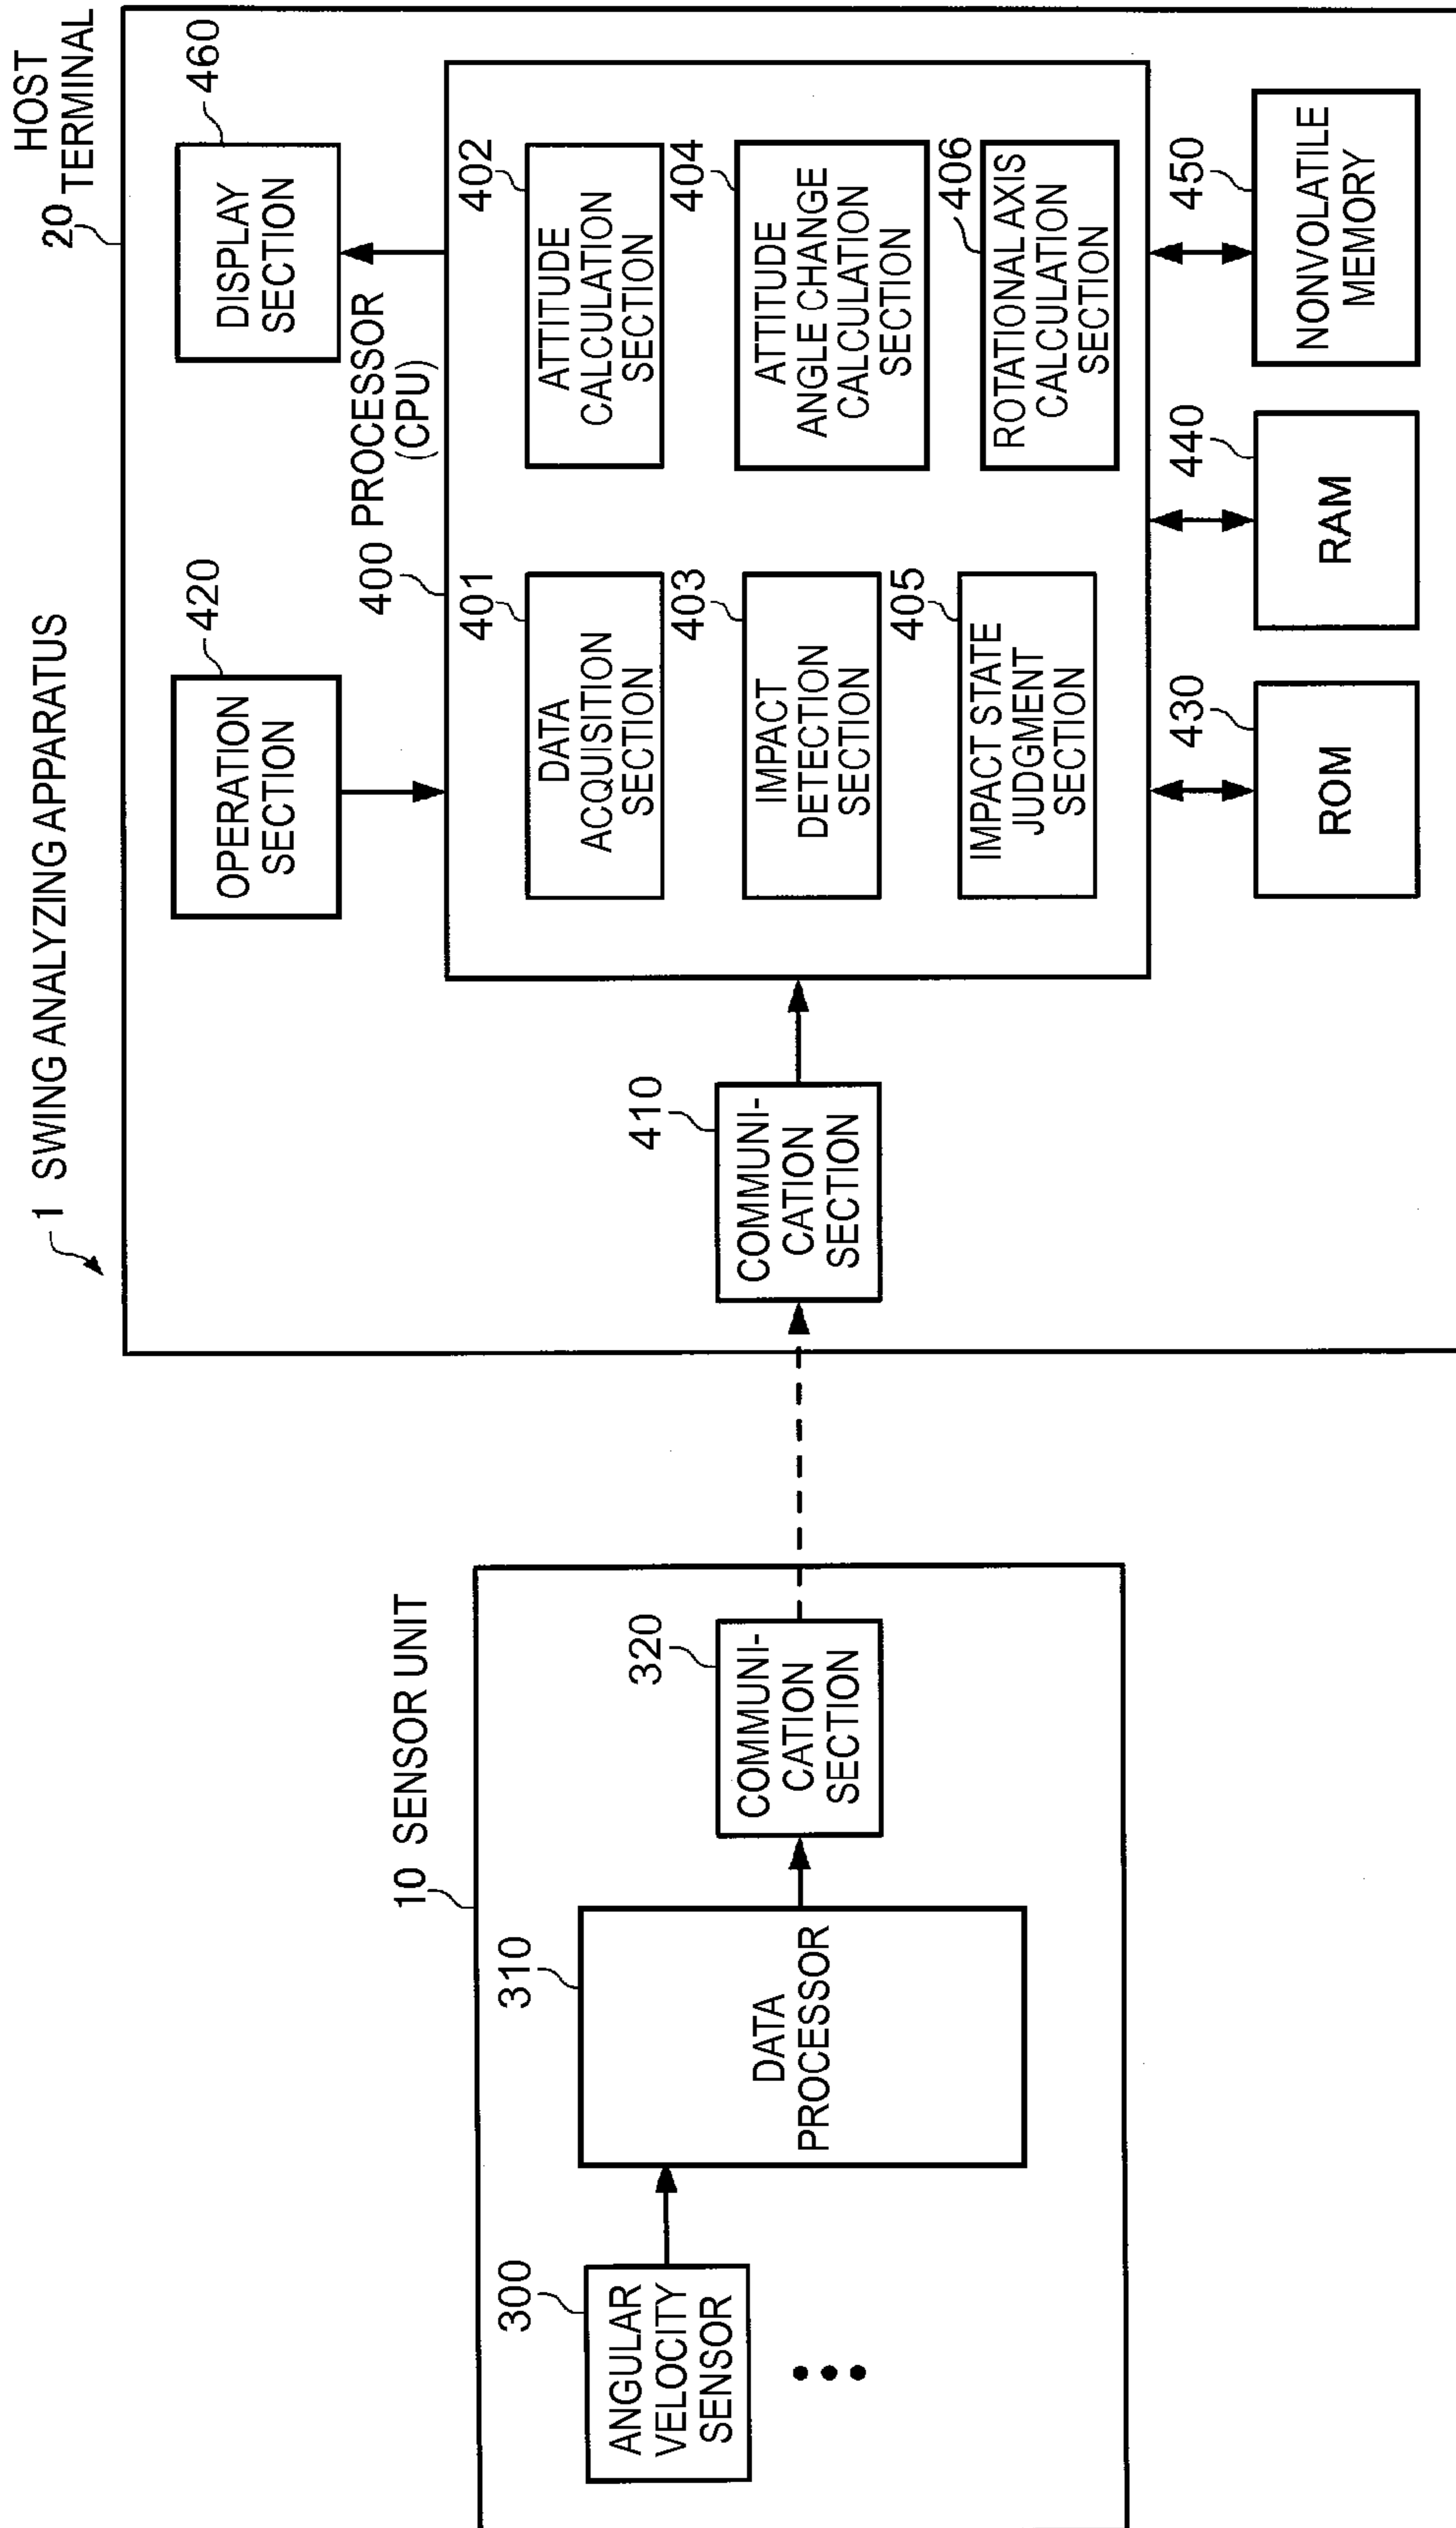 1 SWING ANALYZING APPARATUS
10 SENSOR UNIT
300
ANGULAR
VELOCITY
SENSOR
310
DATA
PROCESSOR
320
COMMUNI-
CATION
SECTION
HOST
20 TERMINAL
410
COMMUNI-
CATION
SECTION
420
OPERATION
SECTION
460
DISPLAY
SECTION
400 PROCESSOR
(CPU)
401
DATA
ACQUISITION
SECTION
402
ATTITUDE
CALCULATION
SECTION
403
IMPACT
DETECTION
SECTION
404
ATTITUDE
ANGLE CHANGE
CALCULATION
SECTION
405
IMPACT STATE
JUDGMENT
SECTION
406
ROTATIONAL AXIS
CALCULATION
SECTION
430
ROM
440
RAM
450
NONVOLATILE
MEMORY